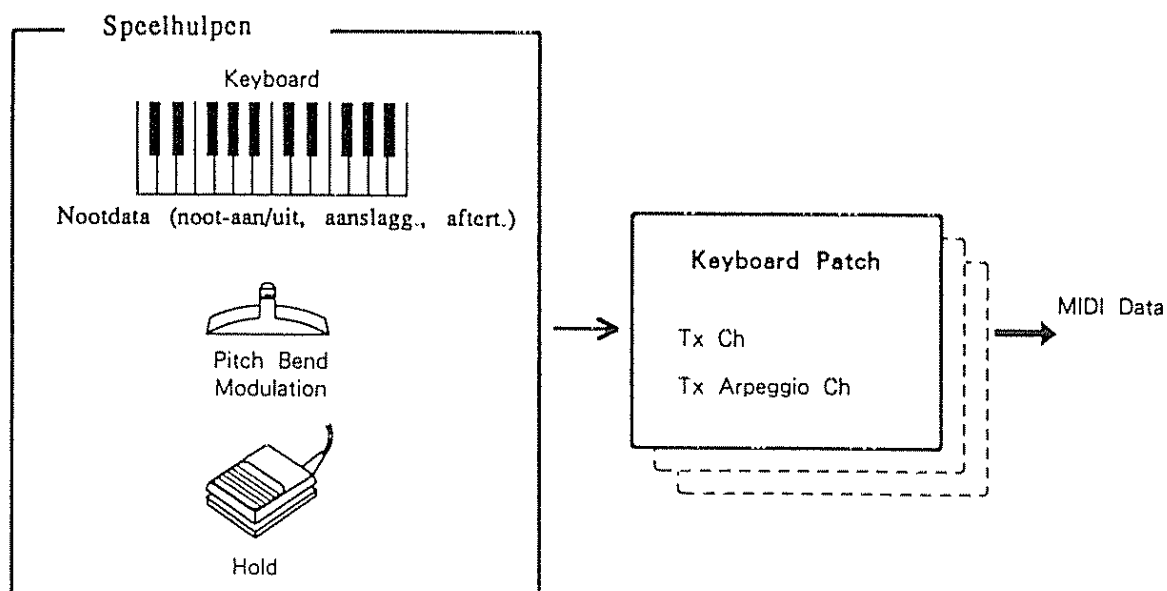 Speelhulpen
Keyboard
Nootdata (noot-aan/uit, aanslagg., aftert.)
Pitch Bend
Modulation
Hold
Keyboard Patch
Tx Ch
Tx Arpeggio Ch
MIDI Data